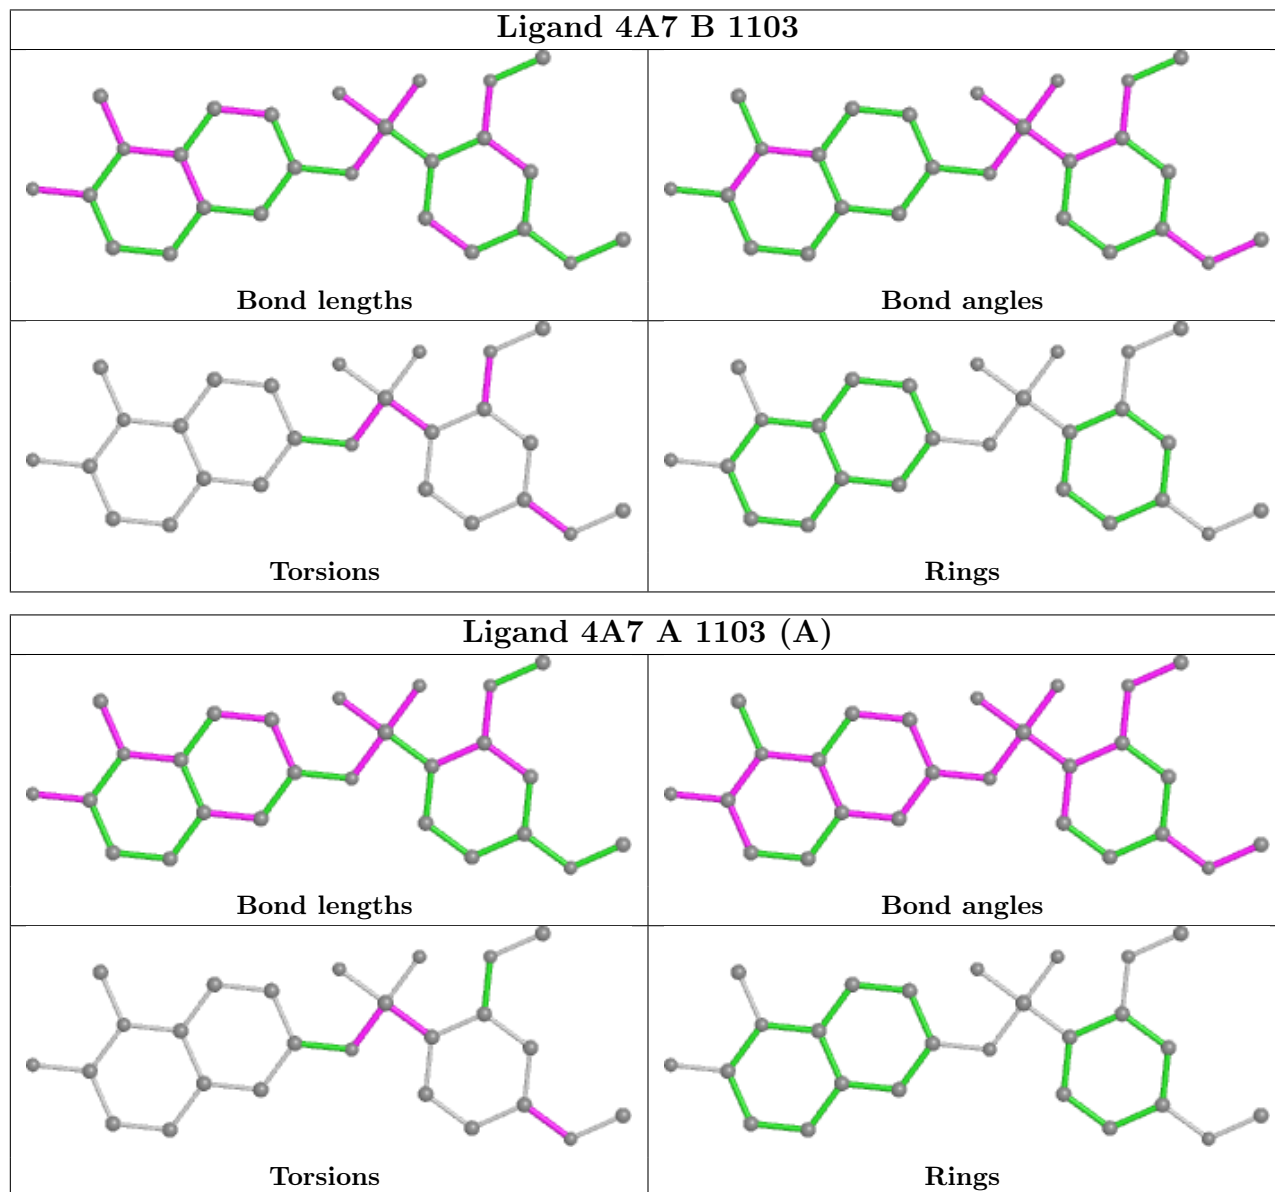 Ligand 4A7 B 1103
Bond lengths
Bond angles
Torsions
Rings
Ligand 4A7 A 1103 (A)
Bond lengths
Bond angles
Torsions
Rings